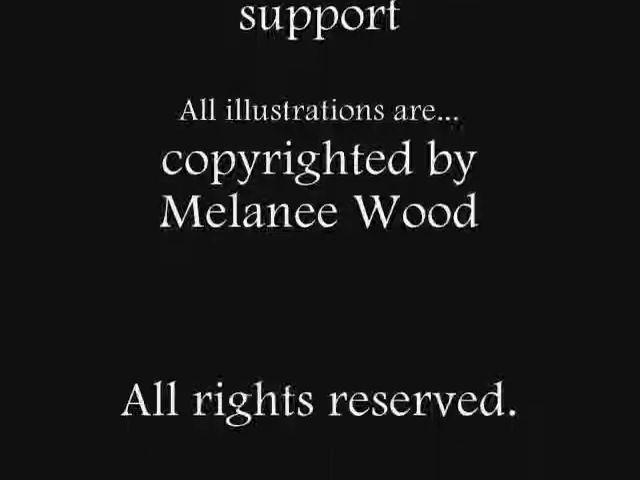 support
All illustrations are...
copyrighted by
Melanee Wood
All rights reserved.